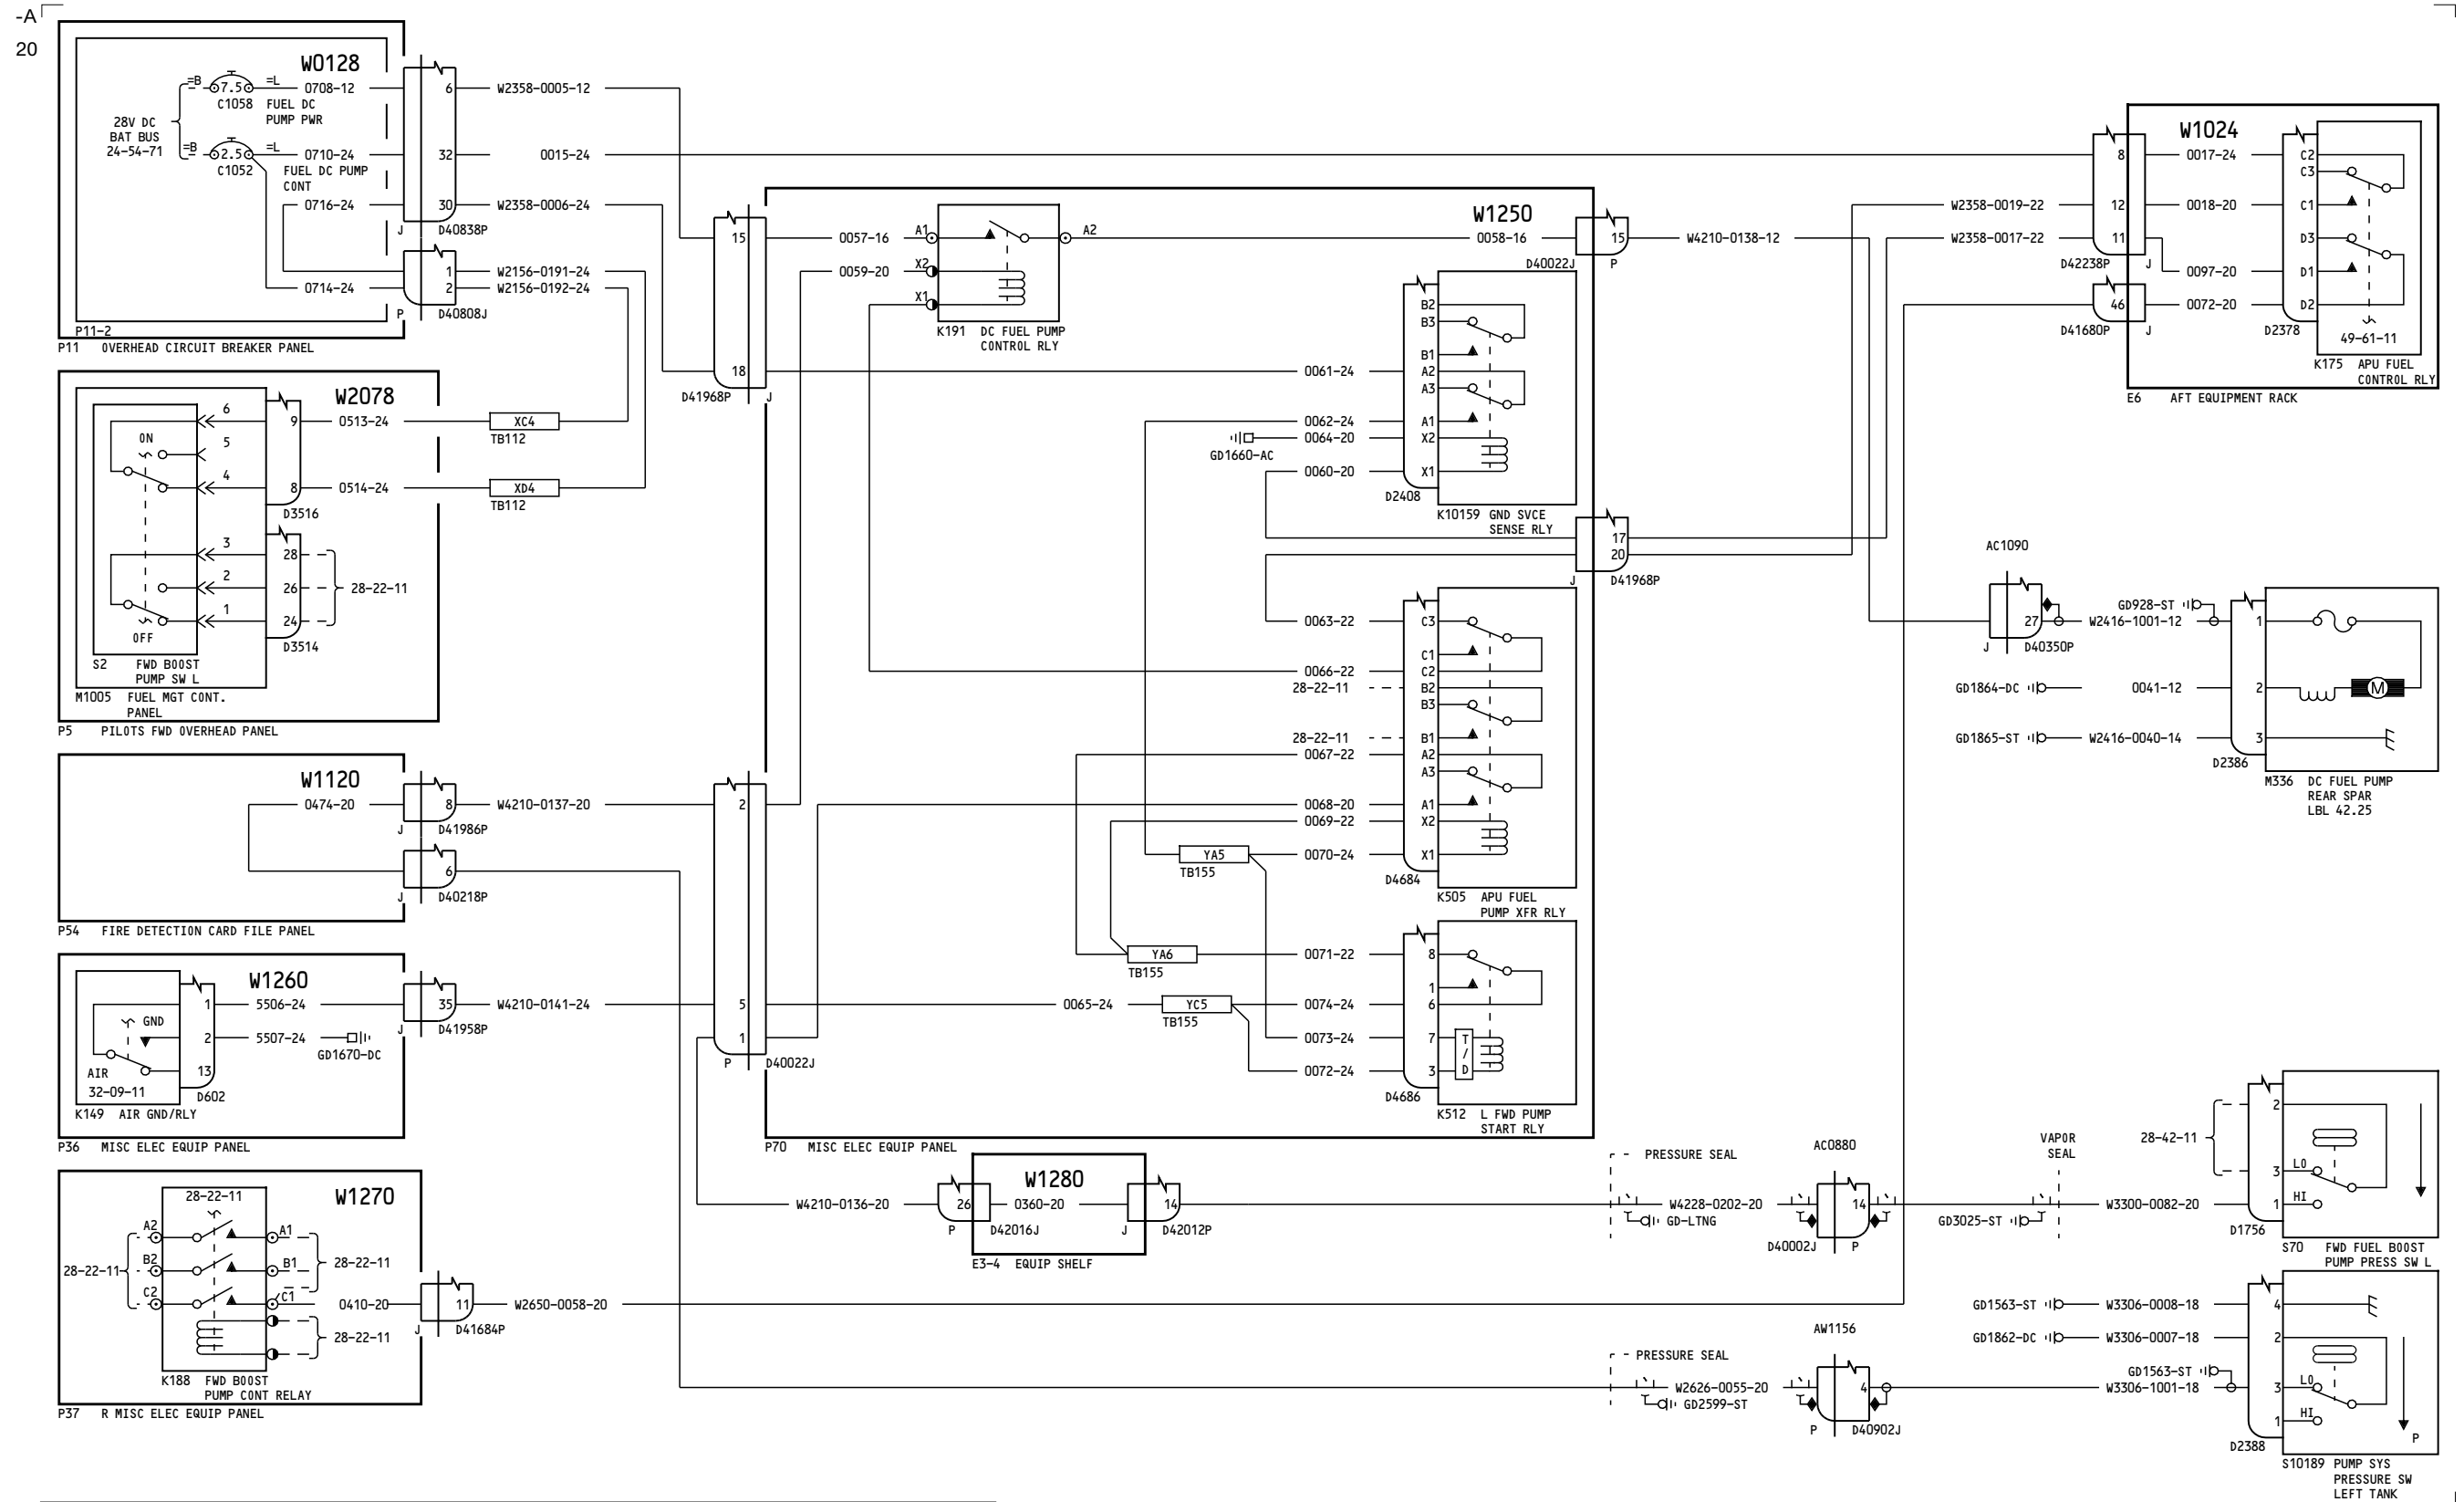 -A
20
W0128
=B
7.5
=L
0708-12
6
W2358-0005-12
C1058
FUEL DC
PUMP PWR
28V DC
BAT BUS
24-54-71
=B
2.5
=L
0710-24
32
0015-24
C1052
FUEL DC PUMP
CONT
0716-24
30
W2358-0006-24
J
D40838P
1
W2156-0191-24
0714-24
2
W2156-0192-24
P
D40808J
P11-2
P11 OVERHEAD CIRCUIT BREAKER PANEL
W2078
6
9
0513-24
XC4
TB112
ON
5
4
8
0514-24
XD4
TB112
D3516
3
28
2
26
28-22-11
1
24
OFF
D3514
S2 FWD BOOST
PUMP SW L
M1005 FUEL MGT CONT.
PANEL
P5 PILOTS FWD OVERHEAD PANEL
W1120
0474-20
8
W4210-0137-20
J
D41986P
6
J
D40218P
P54 FIRE DETECTION CARD FILE PANEL
W1260
1
5506-24
35
W4210-0141-24
GND
J
D41958P
2
5507-24
GD1670-DC
AIR
13
32-09-11
D602
K149 AIR GND/RLY
P36 MISC ELEC EQUIP PANEL
28-22-11
W1270
A2
A1
B2
B1
28-22-11
28-22-11
C2
C1
0410-20
11
W2650-0058-20
J
D41684P
28-22-11
K188 FWD BOOST
PUMP CONT RELAY
P37 R MISC ELEC EQUIP PANEL
W1250
15
0057-16
A1
A2
0058-16
15
W4210-0138-12
D40022J
P
0059-20
X2
X1
K191 DC FUEL PUMP
CONTROL RLY
18
D41968P
J
0061-24
B2
B3
B1
A2
A3
0062-24
A1
0064-20
X2
GD1660-AC
0060-20
X1
D2408
K10159 GND SVCE
SENSE RLY
17
20
J
D41968P
0063-22
C3
C1
0066-22
C2
28-22-11
B2
B3
28-22-11
B1
0067-22
A2
A3
2
0068-20
A1
0069-22
X2
YA5
0070-24
X1
TB155
D4684
K505 APU FUEL
PUMP XFR RLY
YA6
0071-22
8
TB155
1
5
0065-24
YC5
0074-24
6
TB155
1
0073-24
7
T
/
D
P
D40022J
0072-24
3
D4686
K512 L FWD PUMP
START RLY
P70 MISC ELEC EQUIP PANEL
W1280
W4210-0136-20
26
0360-20
14
P
D42016J
J
D42012P
E3-4 EQUIP SHELF
PRESSURE SEAL
W4228-0202-20
GD-LTNG
AC0880
14
D40002J
P
VAPOR
SEAL
GD3025-ST
W3300-0082-20
28-42-11
2
3
LO
1
HI
D1756
S70 FWD FUEL BOOST
PUMP PRESS SW L
PRESSURE SEAL
W2626-0055-20
GD2599-ST
AW1156
4
P
D40902J
GD1563-ST
W3306-0008-18
4
GD1862-DC
W3306-0007-18
2
GD1563-ST
W3306-1001-18
3
LO
1
HI
P
D2388
S10189 PUMP SYS
PRESSURE SW
LEFT TANK
W1024
8
0017-24
C2
C3
W2358-0019-22
12
0018-20
C1
W2358-0017-22
11
D3
D42238P
J
0097-20
D1
46
0072-20
D2
D41680P
J
D2378
49-61-11
K175 APU FUEL
CONTROL RLY
E6 AFT EQUIPMENT RACK
AC1090
27
J
D40350P
GD928-ST
W2416-1001-12
1
GD1864-DC
0041-12
2
M
GD1865-ST
W2416-0040-14
3
D2386
M336 DC FUEL PUMP
REAR SPAR
LBL 42.25